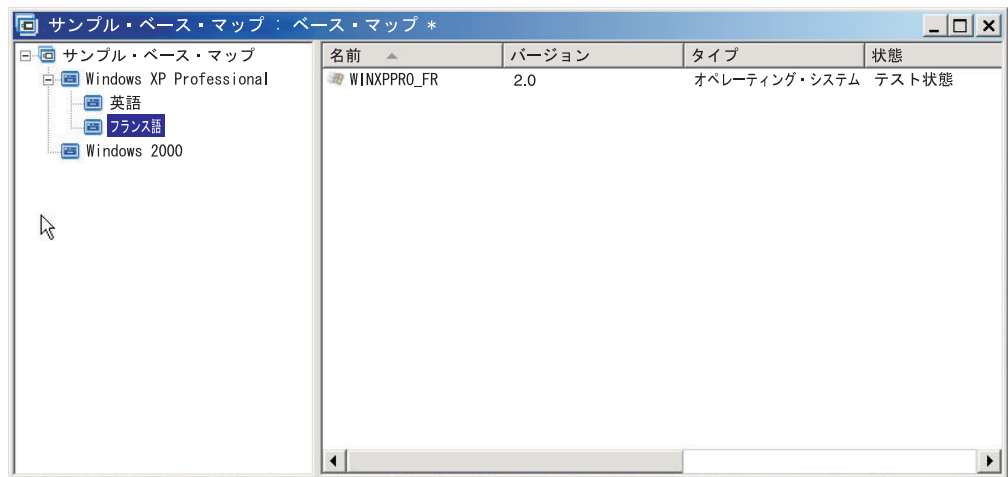 サンプル・ベース・マップ : ベース・マップ *
サンプル・ベース・マップ
Windows XP Professional
英語
フランス語
Windows 2000
名前 バージョン タイプ 状態
WINXPPRO_FR 2.0 オペレーティング・システム テスト状態